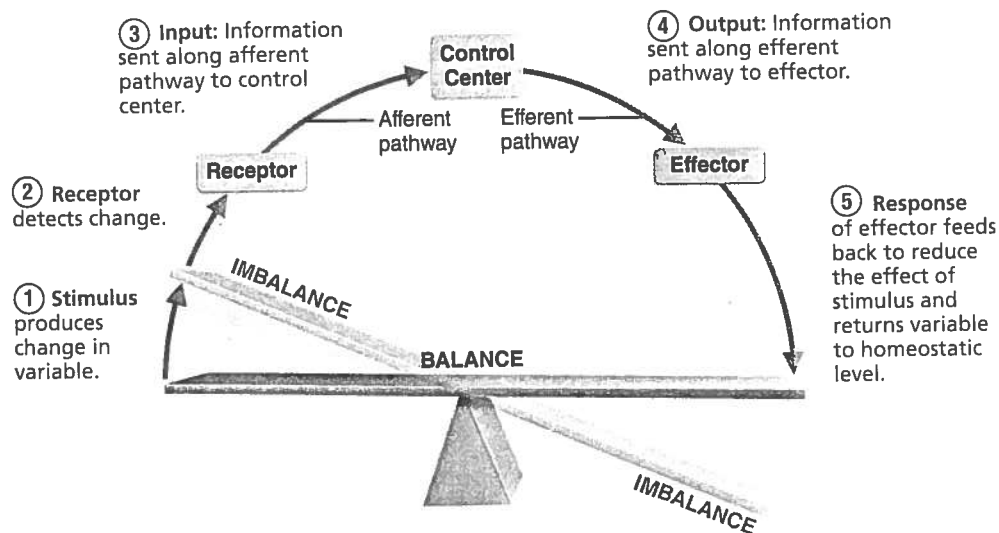 ③ Input: Information
sent along afferent
pathway to control
center.
Control
Center
④ Output: Information
sent along efferent
pathway to effector.
Afferent
pathway
Efferent
pathway
Receptor
Effector
② Receptor
detects change.
⑤ Response
of effector feeds
back to reduce
the effect of
stimulus and
returns variable
to homeostatic
level.
① Stimulus
produces
change in
variable.
IMBALANCE
BALANCE
IMBALANCE